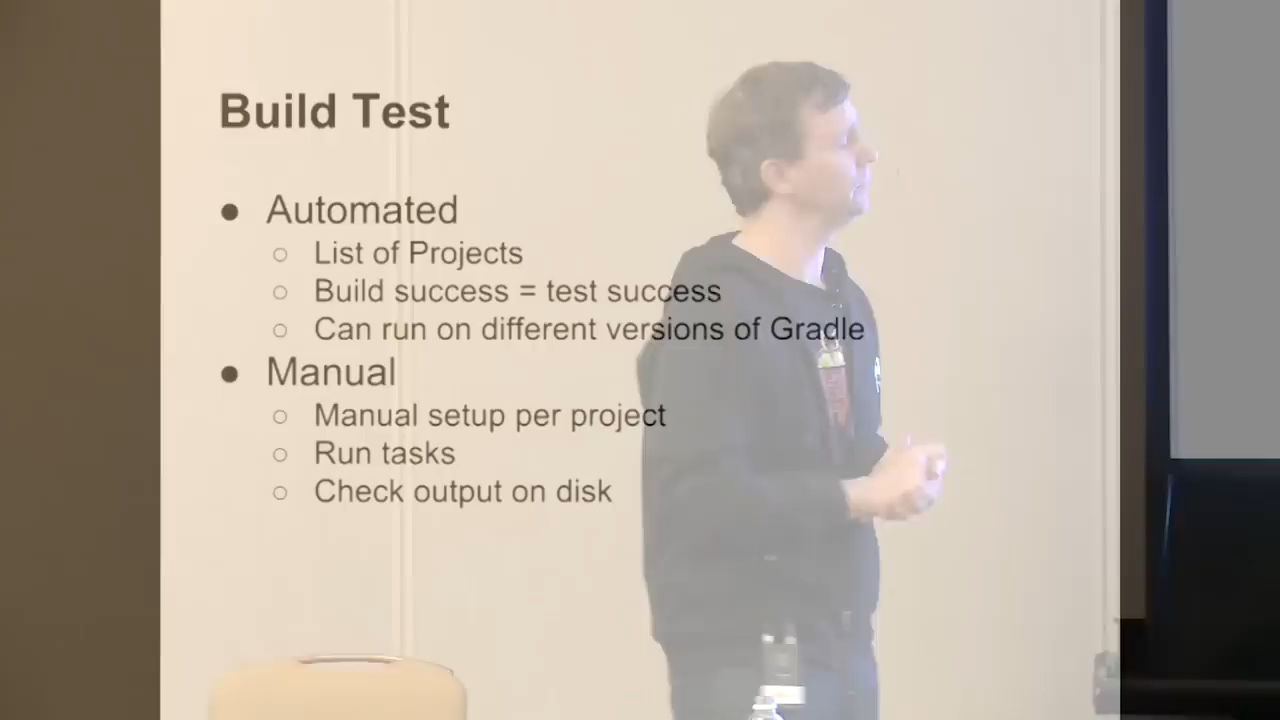 Build Test
● Automated
○ List of Projects
○ Build success = test success
○ Can run on different versions of Gradle
● Manual
○ Manual setup per project
○ Run tasks
○ Check output on disk